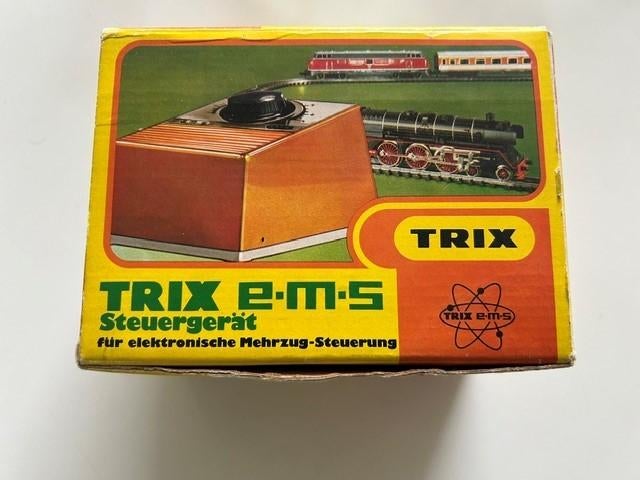 TRIX
TRIX e·m·s
Steuergerät
für elektronische Mehrzug-Steuerung
TRIX e·m·s